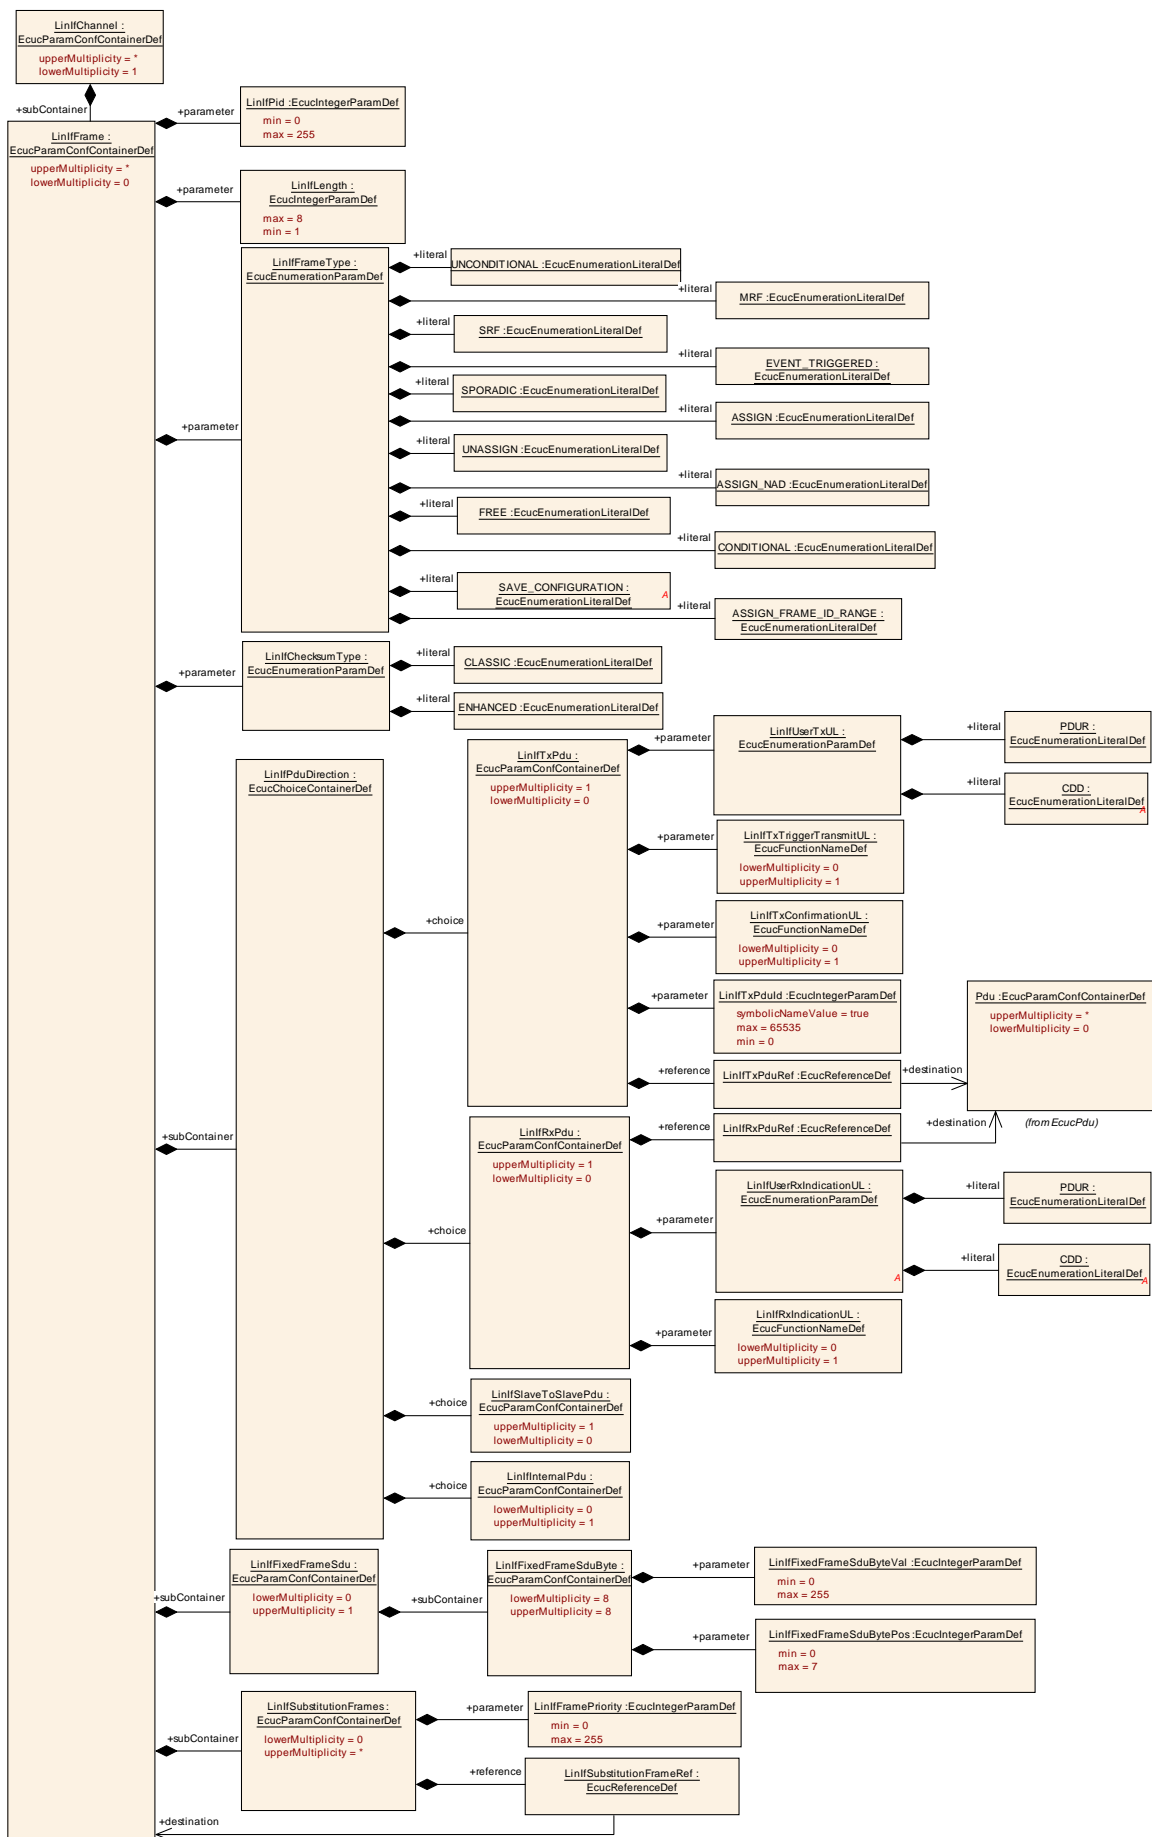 LinIfChannel :
EcucParamConfContainerDef
upperMultiplicity = *
lowerMultiplicity = 1
+subContainer
LinIfFrame :
EcucParamConfContainerDef
upperMultiplicity = *
lowerMultiplicity = 0
+parameter
LinIfPid :EcucIntegerParamDef
min = 0
max = 255
+parameter
LinIfLength :
EcucIntegerParamDef
max = 8
min = 1
+parameter
LinIfFrameType :
EcucEnumerationParamDef
+literal
UNCONDITIONAL :EcucEnumerationLiteralDef
+literal
MRF :EcucEnumerationLiteralDef
+literal
SRF :EcucEnumerationLiteralDef
+literal
EVENT_TRIGGERED :
EcucEnumerationLiteralDef
+literal
SPORADIC :EcucEnumerationLiteralDef
+literal
ASSIGN :EcucEnumerationLiteralDef
+literal
UNASSIGN :EcucEnumerationLiteralDef
+literal
ASSIGN_NAD :EcucEnumerationLiteralDef
+literal
FREE :EcucEnumerationLiteralDef
+literal
CONDITIONAL :EcucEnumerationLiteralDef
+literal
SAVE_CONFIGURATION :
EcucEnumerationLiteralDef
A
+literal
ASSIGN_FRAME_ID_RANGE :
EcucEnumerationLiteralDef
+parameter
LinIfChecksumType :
EcucEnumerationParamDef
+literal
CLASSIC :EcucEnumerationLiteralDef
+literal
ENHANCED :EcucEnumerationLiteralDef
+subContainer
LinIfPduDirection :
EcucChoiceContainerDef
+choice
LinIfTxPdu :
EcucParamConfContainerDef
upperMultiplicity = 1
lowerMultiplicity = 0
+parameter
LinIfUserTxUL :
EcucEnumerationParamDef
+literal
PDUR :
EcucEnumerationLiteralDef
+literal
CDD :
EcucEnumerationLiteralDef
A
+parameter
LinIfTxTriggerTransmitUL :
EcucFunctionNameDef
lowerMultiplicity = 0
upperMultiplicity = 1
+parameter
LinIfTxConfirmationUL :
EcucFunctionNameDef
lowerMultiplicity = 0
upperMultiplicity = 1
+parameter
LinIfTxPduId :EcucIntegerParamDef
symbolicNameValue = true
max = 65535
min = 0
+reference
LinIfTxPduRef :EcucReferenceDef
+destination
Pdu :EcucParamConfContainerDef
upperMultiplicity = *
lowerMultiplicity = 0
(from EcucPdu)
+choice
LinIfRxPdu :
EcucParamConfContainerDef
upperMultiplicity = 1
lowerMultiplicity = 0
+reference
LinIfRxPduRef :EcucReferenceDef
+destination
+parameter
LinIfUserRxIndicationUL :
EcucEnumerationParamDef
A
+literal
PDUR :
EcucEnumerationLiteralDef
+literal
CDD :
EcucEnumerationLiteralDef
A
+parameter
LinIfRxIndicationUL :
EcucFunctionNameDef
lowerMultiplicity = 0
upperMultiplicity = 1
+choice
LinIfSlaveToSlavePdu :
EcucParamConfContainerDef
upperMultiplicity = 1
lowerMultiplicity = 0
+choice
LinIfInternalPdu :
EcucParamConfContainerDef
lowerMultiplicity = 0
upperMultiplicity = 1
+subContainer
LinIfFixedFrameSdu :
EcucParamConfContainerDef
lowerMultiplicity = 0
upperMultiplicity = 1
+subContainer
LinIfFixedFrameSduByte :
EcucParamConfContainerDef
lowerMultiplicity = 8
upperMultiplicity = 8
+parameter
LinIfFixedFrameSduByteVal :EcucIntegerParamDef
min = 0
max = 255
+parameter
LinIfFixedFrameSduBytePos :EcucIntegerParamDef
min = 0
max = 7
+subContainer
LinIfSubstitutionFrames :
EcucParamConfContainerDef
lowerMultiplicity = 0
upperMultiplicity = *
+parameter
LinIfFramePriority :EcucIntegerParamDef
min = 0
max = 255
+reference
LinIfSubstitutionFrameRef :
EcucReferenceDef
+destination